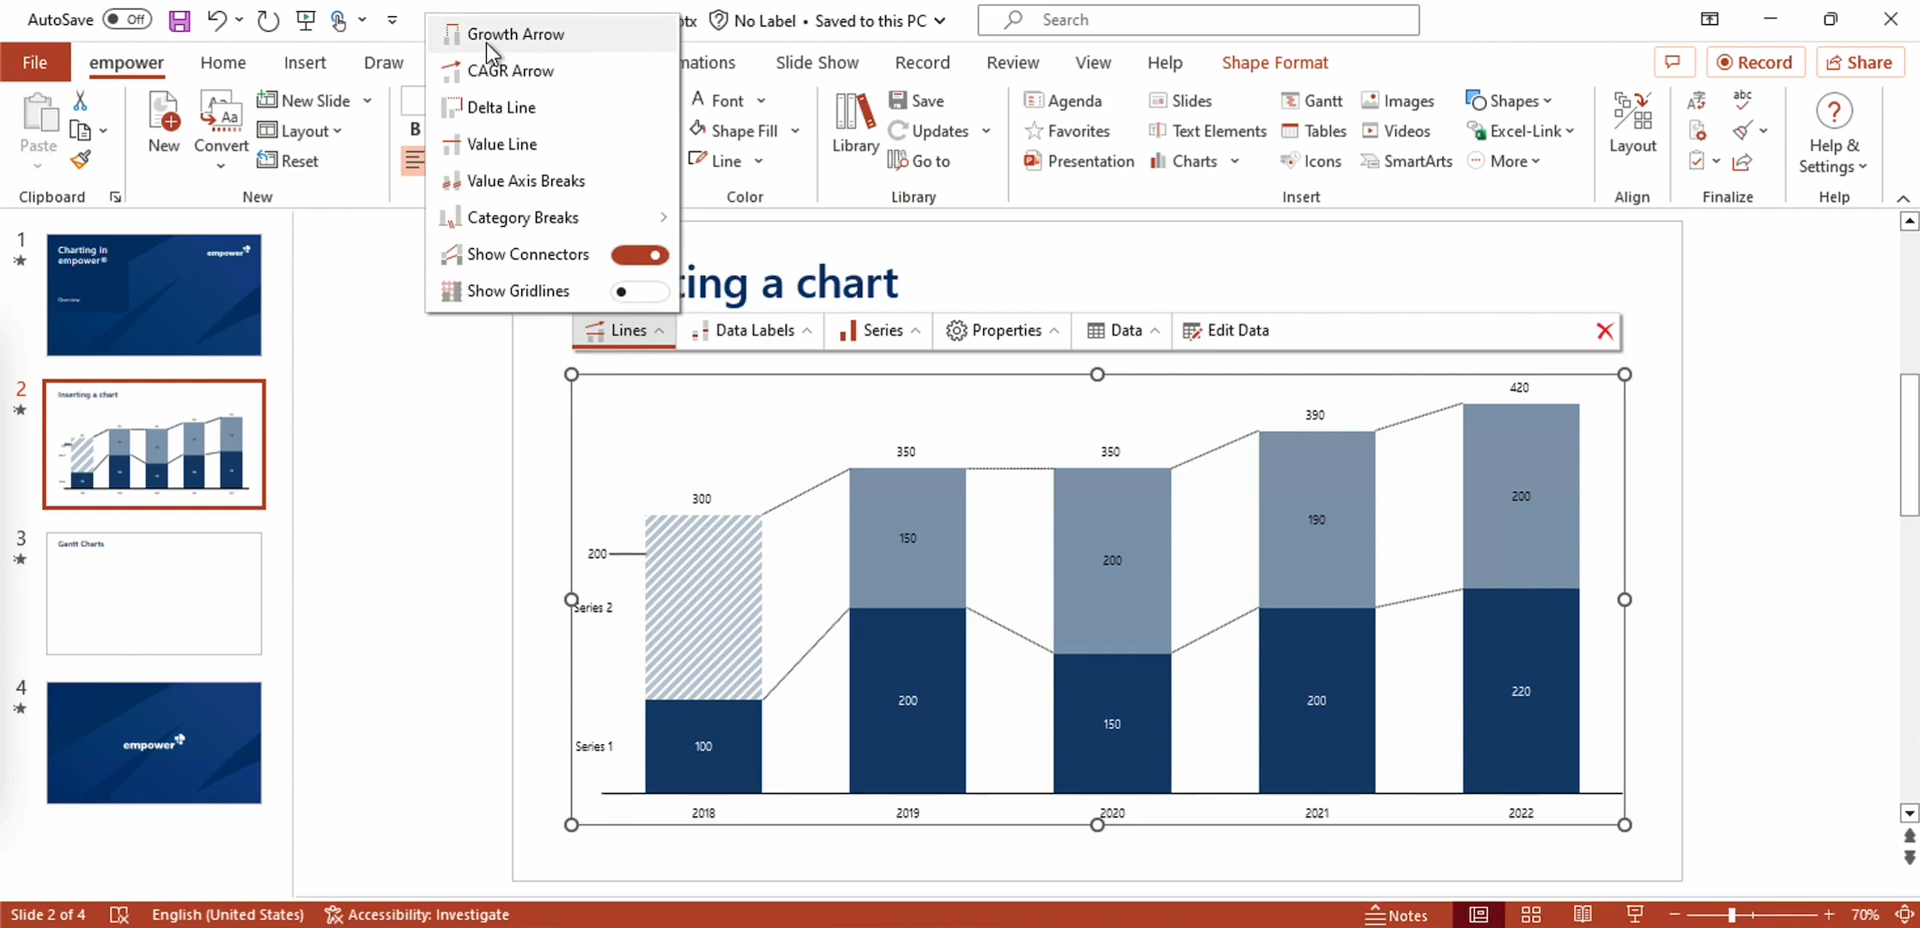 AutoSave Off
ptx No Label • Saved to this PC
Search
File empower Home Insert Draw mations Slide Show Record Review View Help Shape Format Record Share
Growth Arrow
CAGR Arrow
Delta Line
Value Line
Value Axis Breaks
Category Breaks
Show Connectors
Show Gridlines
Paste
Clipboard
New
Convert
New Slide
Layout
Reset
New
B
Font
Shape Fill
Line
Color
Library
Save
Updates
Go to
Library
Agenda
Favorites
Presentation
Slides
Text Elements
Charts
Gantt
Tables
Icons
Images
Videos
SmartArts
Shapes
Excel-Link
More
Insert
Layout
Align
abc
Finalize
Help &
Settings
Help
1
Charting in
empower®
Overview
empower
2
Inserting a chart
3
Gantt Charts
4
empower
ting a chart
Lines Data Labels Series Properties Data Edit Data
420
390
350 350
300
200
Series 2
150 200 190 200
Series 1
100 200 150 200 220
2018 2019 2020 2021 2022
Slide 2 of 4 English (United States) Accessibility: Investigate Notes 70%